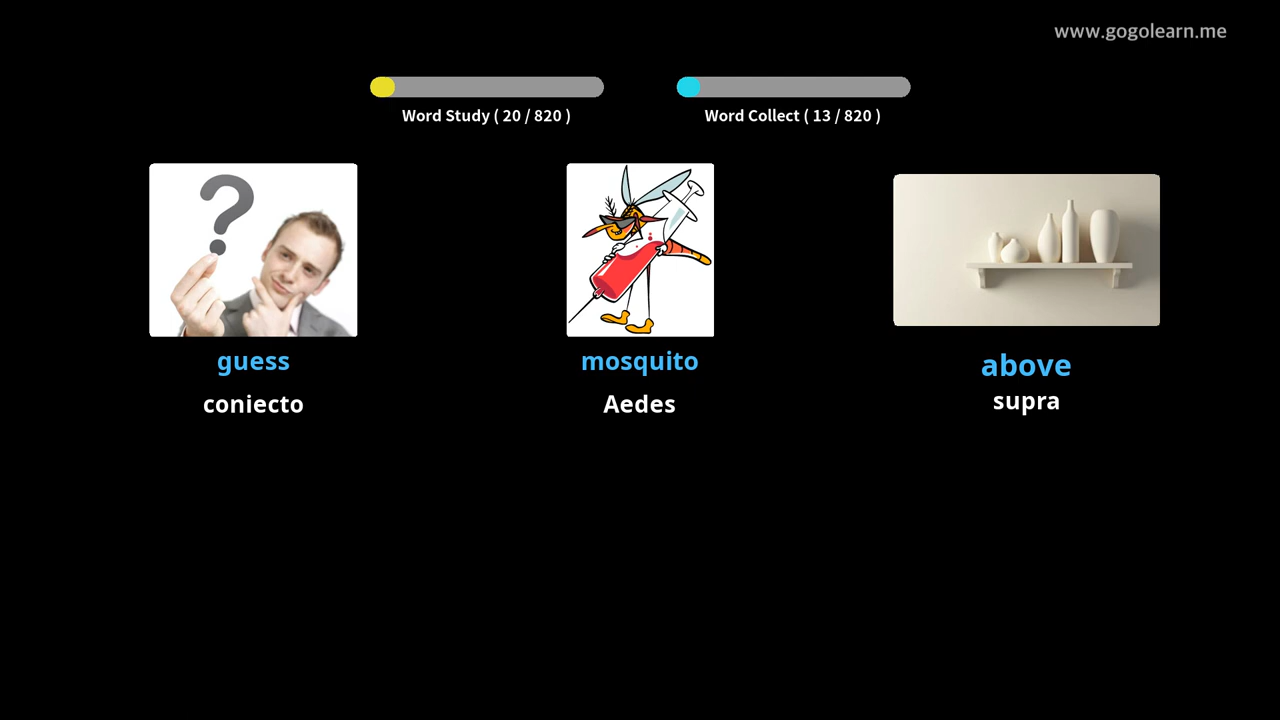 www.gogolearn.me
Word Study ( 20 / 820 )
Word Collect ( 13 / 820 )
?
guess
coniecto
mosquito
Aedes
above
supra